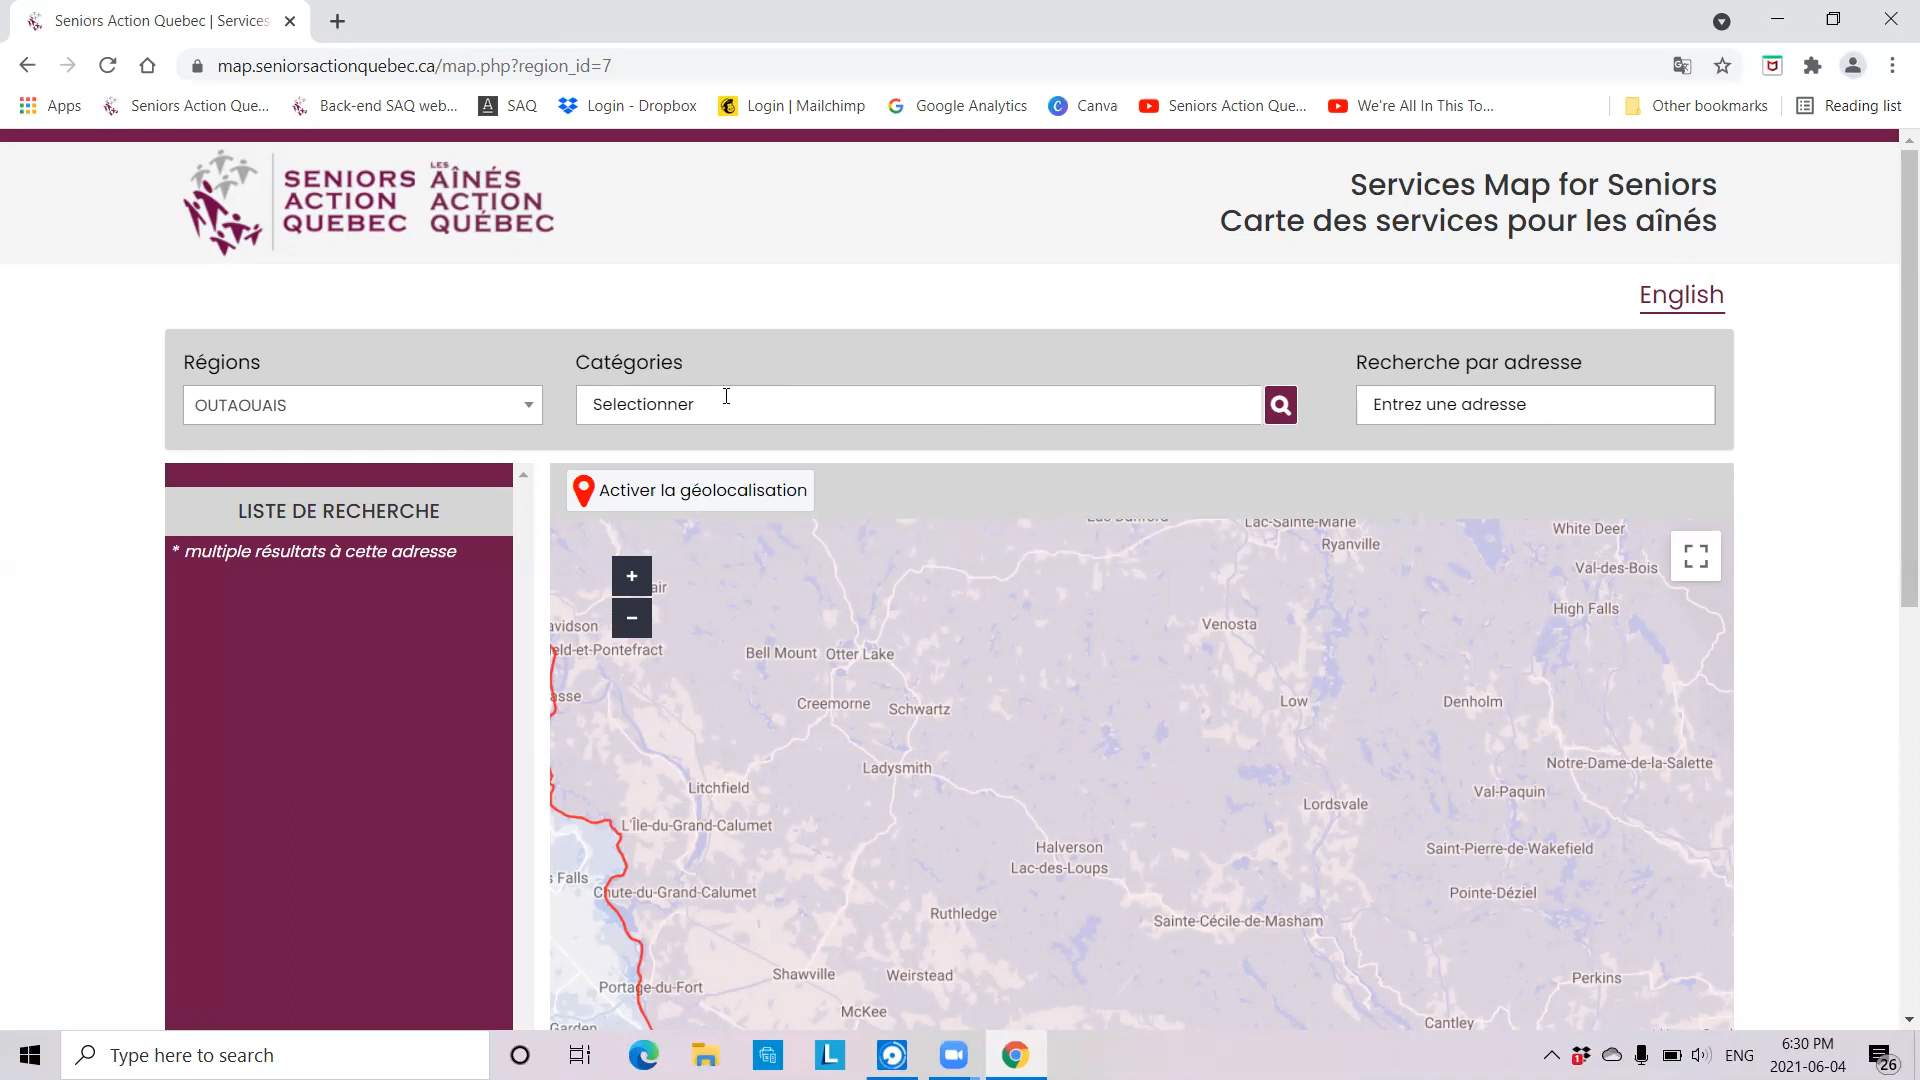 Seniors Action Quebec | Services
map.seniorsactionquebec.ca/map.php?region_id=7
Apps
Seniors Action Que...
Back-end SAQ web...
SAQ
Login - Dropbox
Login | Mailchimp
Google Analytics
Canva
Seniors Action Que...
We're All In This To...
Other bookmarks
Reading list
SENIORS ACTION QUEBEC
LES AÎNÉS ACTION QUÉBEC
Services Map for Seniors
Carte des services pour les aînés
English
Régions
Catégories
Recherche par adresse
OUTAOUAIS
Selectionner
Entrez une adresse
Activer la géolocalisation
LISTE DE RECHERCHE
* multiple résultats à cette adresse
Lac-Sainte-Marie
White Deer
Ryanville
Val-des-Bois
+
High Falls
−
Venosta
Bell Mount
Otter Lake
Creemorne
Schwartz
Low
Denholm
Ladysmith
Notre-Dame-de-la-Salette
Litchfield
Val-Paquin
Lordsvale
L'Île-du-Grand-Calumet
Halverson
Saint-Pierre-de-Wakefield
Lac-des-Loups
Falls
Chute-du-Grand-Calumet
Pointe-Déziel
Ruthledge
Sainte-Cécile-de-Masham
Shawville
Weirstead
Perkins
Portage-du-Fort
McKee
Cantley
Garden
Type here to search
L
1
ENG
6:30 PM
2021-06-04
26